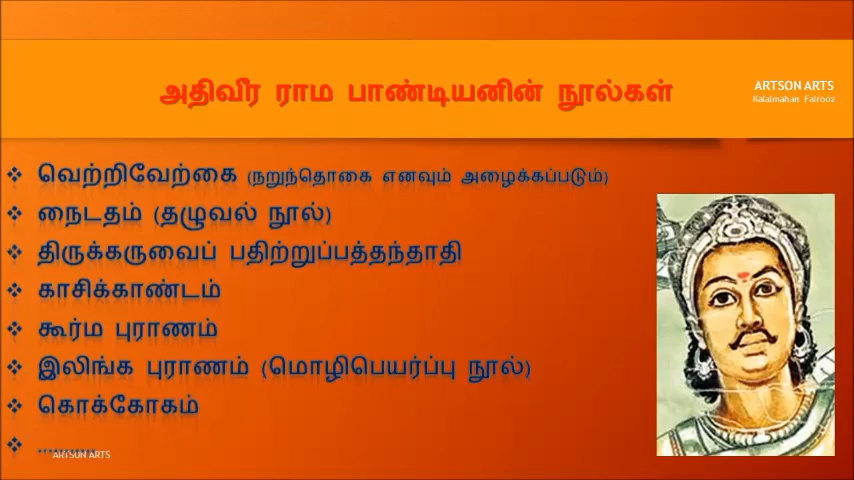 அதிவீர ராம பாண்டியனின் நூல்கள்
ARTSON ARTS
Kalaimahan Fairooz
❖ வெற்றிவேற்கை (நறுந்தொகை எனவும் அழைக்கப்படும்)
❖ நைடதம் (தழுவல் நூல்)
❖ திருக்கருவைப் பதிற்றுப்பத்தந்தாதி
❖ காசிக்காண்டம்
❖ கூர்ம புராணம்
❖ இலிங்க புராணம் (மொழிபெயர்ப்பு நூல்)
❖ கொக்கோகம்
❖ ...........
ARTSON ARTS